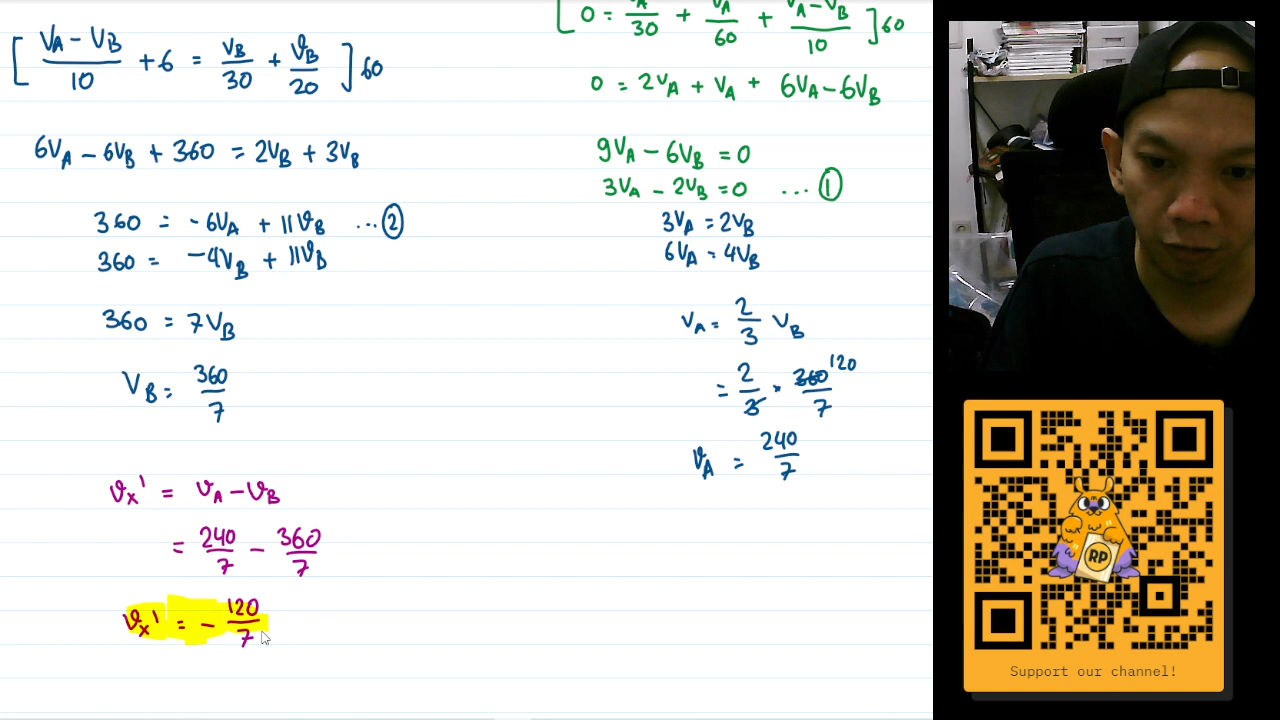 [ (VA - VB)/10 + 6 = VB/30 + VB/20 ] 60
6VA - 6VB + 360 = 2VB + 3VB
360 = -6VA + 11VB ... ②
360 = -4VB + 11VB
360 = 7VB
VB = 360/7
Vx' = VA - VB
= 240/7 - 360/7
Vx' = - 120/7
[ 0 = VA/30 + VA/60 + (VA - VB)/10 ] 60
0 = 2VA + VA + 6VA - 6VB
9VA - 6VB = 0
3VA - 2VB = 0 ... ①
3VA = 2VB
6VA = 4VB
VA = 2/3 VB
= 2/3 · 360/7 120
VA = 240/7
RP
Support our channel!